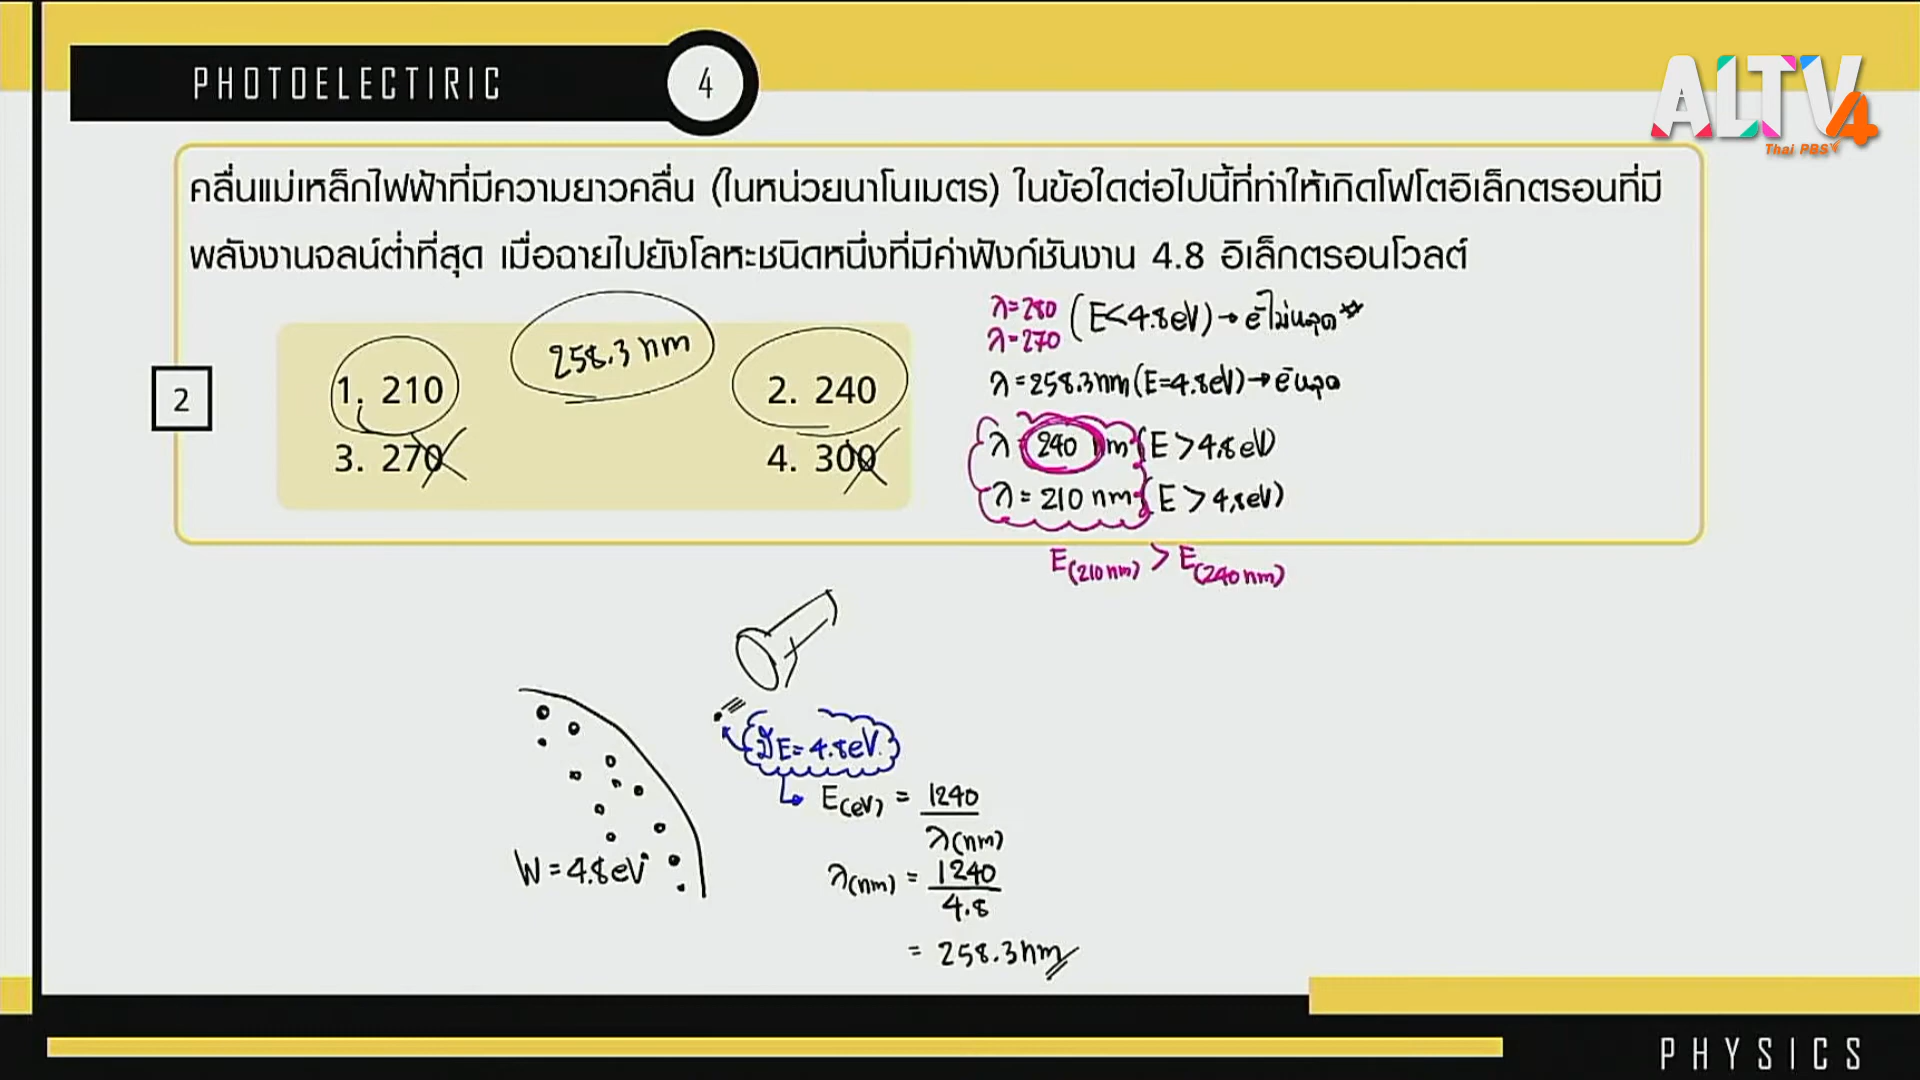 PHOTOELECTIRIC
4
ALTV4
Thai PBS
คลื่นแม่เหล็กไฟฟ้าที่มีความยาวคลื่น (ในหน่วยนาโนเมตร) ในข้อใดต่อไปนี้ที่ทำให้เกิดโฟโตอิเล็กตรอนที่มี
พลังงานจลน์ต่ำที่สุด เมื่อฉายไปยังโลหะชนิดหนึ่งที่มีค่าฟังก์ชันงาน 4.8 อิเล็กตรอนโวลต์
2
258.3 nm
1. 210
2. 240
3. 270
4. 300
λ=280
λ=270
(E<4.8eV)→e⁻ไม่หลุด
λ=258.3nm(E=4.8eV)→e⁻หลุด
λ 240 nm (E >4.8eV)
λ= 210 nm (E >4.8eV)
E(210nm) > E(240nm)
มี E= 4.8eV.
E(eV) = 1240
λ(nm)
λ(nm) = 1240
4.8
= 258.3nm
W=4.8eV
PHYSICS